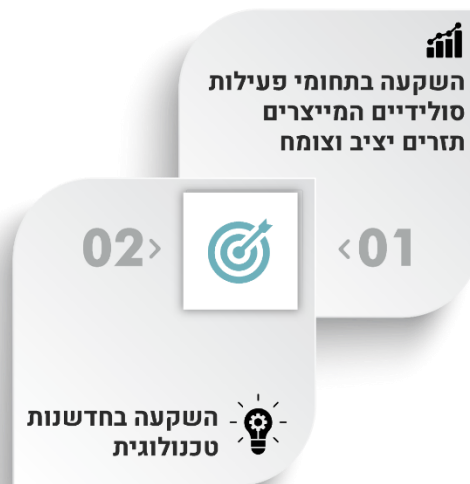 השקעה בתחומי פעילות
סולידיים המייצרים
תזרים יציב וצומח
01
02
השקעה בחדשנות
טכנולוגית